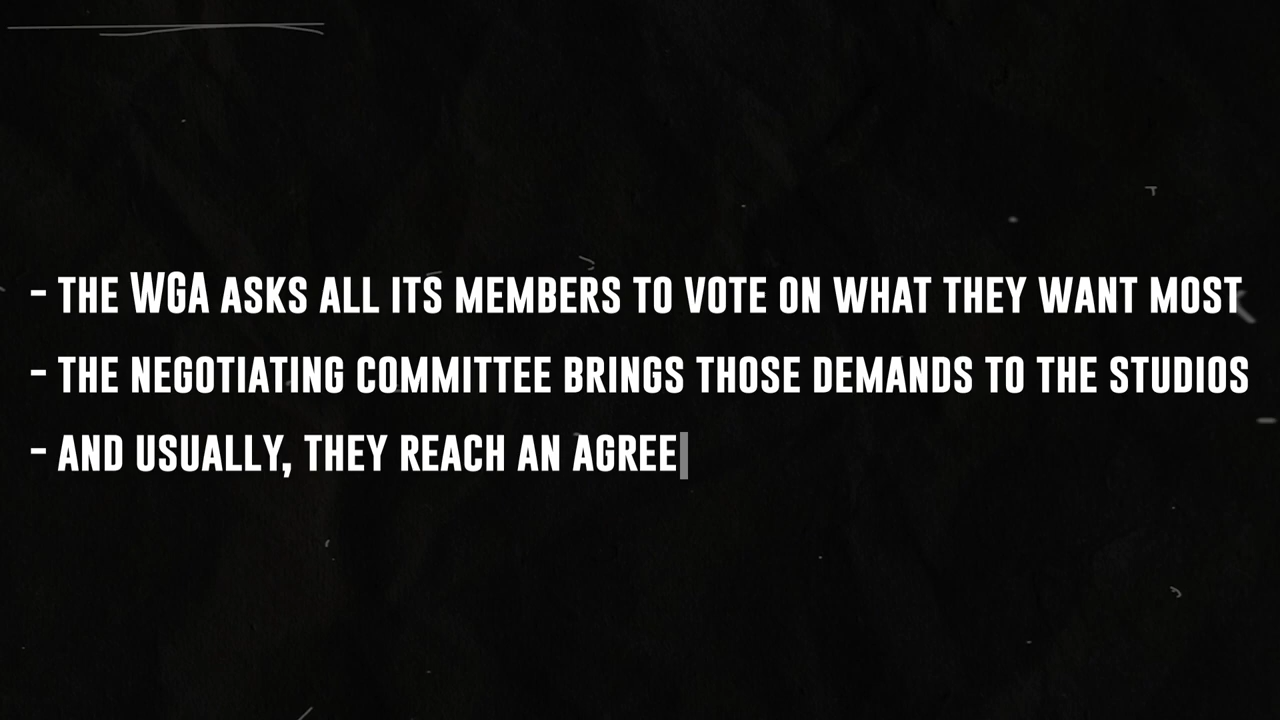 - THE WGA ASKS ALL ITS MEMBERS TO VOTE ON WHAT THEY WANT MOST
- THE NEGOTIATING COMMITTEE BRINGS THOSE DEMANDS TO THE STUDIOS
- AND USUALLY, THEY REACH AN AGREE